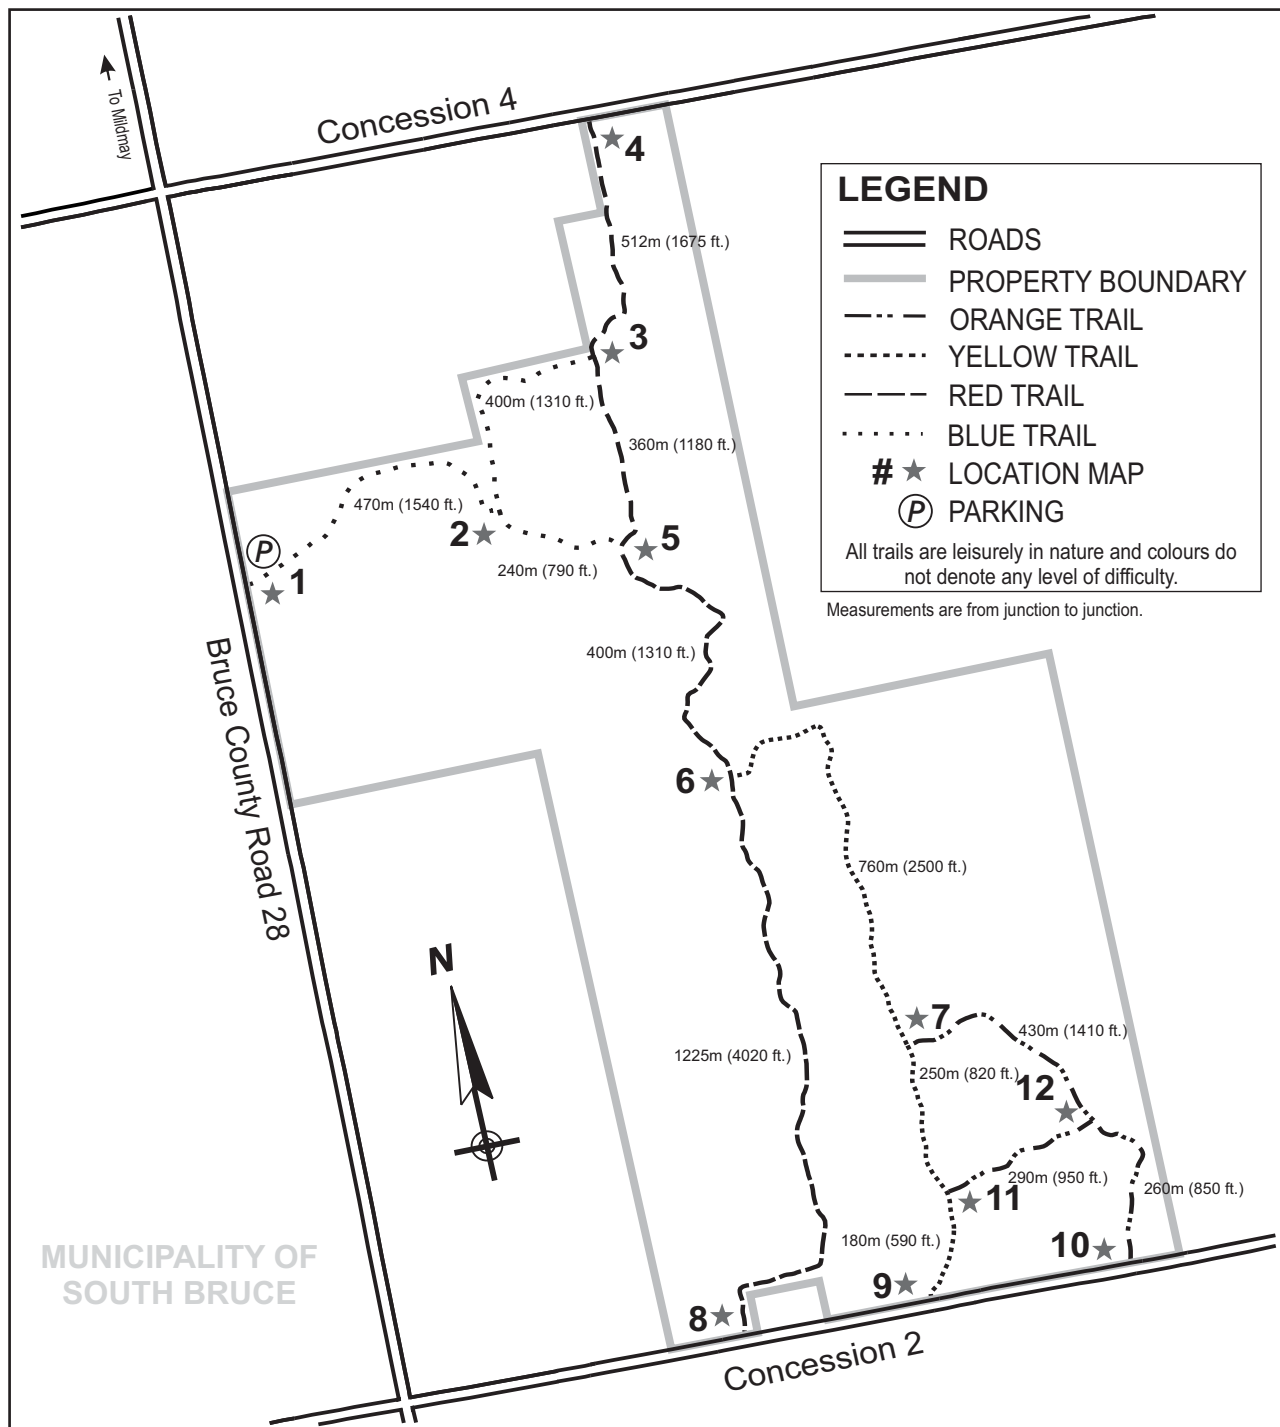 To Mildmay
Concession 4
4
LEGEND
ROADS
PROPERTY BOUNDARY
ORANGE TRAIL
YELLOW TRAIL
RED TRAIL
BLUE TRAIL
# LOCATION MAP
P PARKING
All trails are leisurely in nature and colours do
not denote any level of difficulty.
Measurements are from junction to junction.
512m (1675 ft.)
3
400m (1310 ft.)
360m (1180 ft.)
470m (1540 ft.)
2
5
P
1
240m (790 ft.)
400m (1310 ft.)
Bruce County Road 28
6
760m (2500 ft.)
N
7
430m (1410 ft.)
1225m (4020 ft.)
250m (820 ft.)
12
290m (950 ft.)
260m (850 ft.)
11
180m (590 ft.)
10
9
8
MUNICIPALITY OF
SOUTH BRUCE
Concession 2